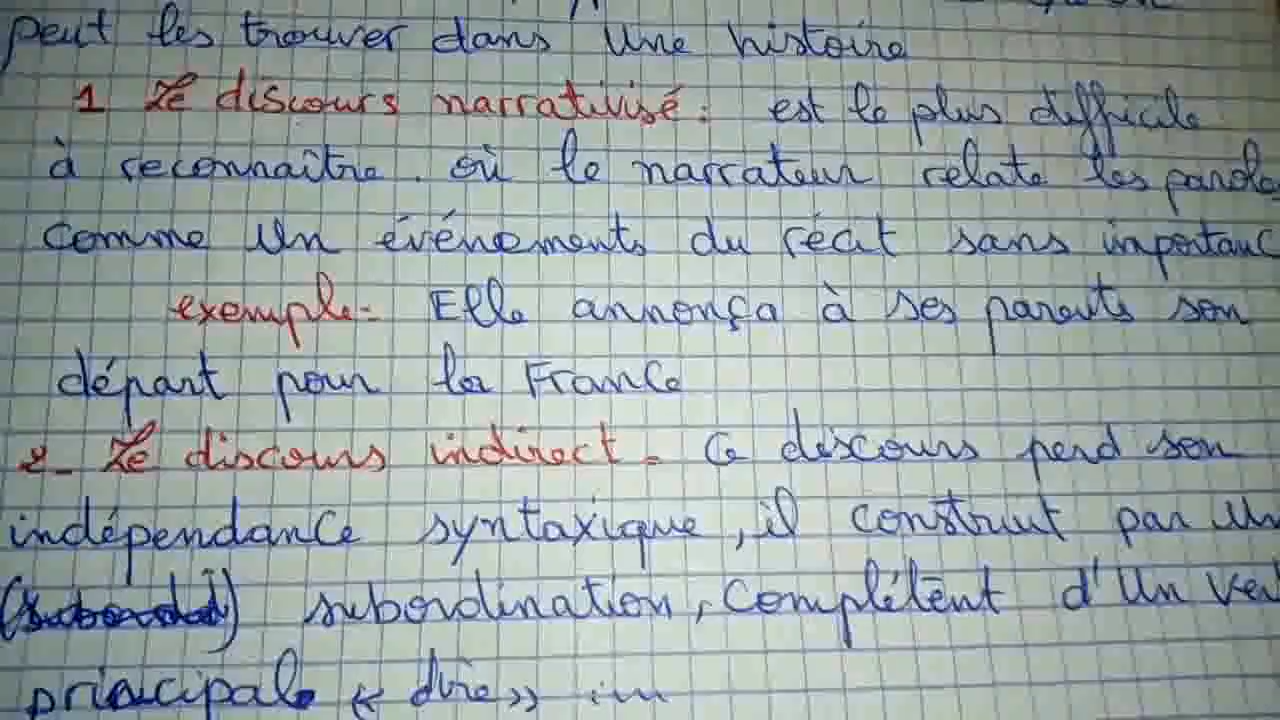 peut les trouver dans une histoire
1 Le discours narrativisé : est le plus difficile
à reconnaître. où le narrateur relate les parole
comme un événements du récit sans importanc
exemple = Elle annonça à ses parents son
départ pour la France
2- Le discours indirect = Ce discours perd son
indépendance syntaxique, il construit par un
subordination, complétent d'un ver
principal « dire »